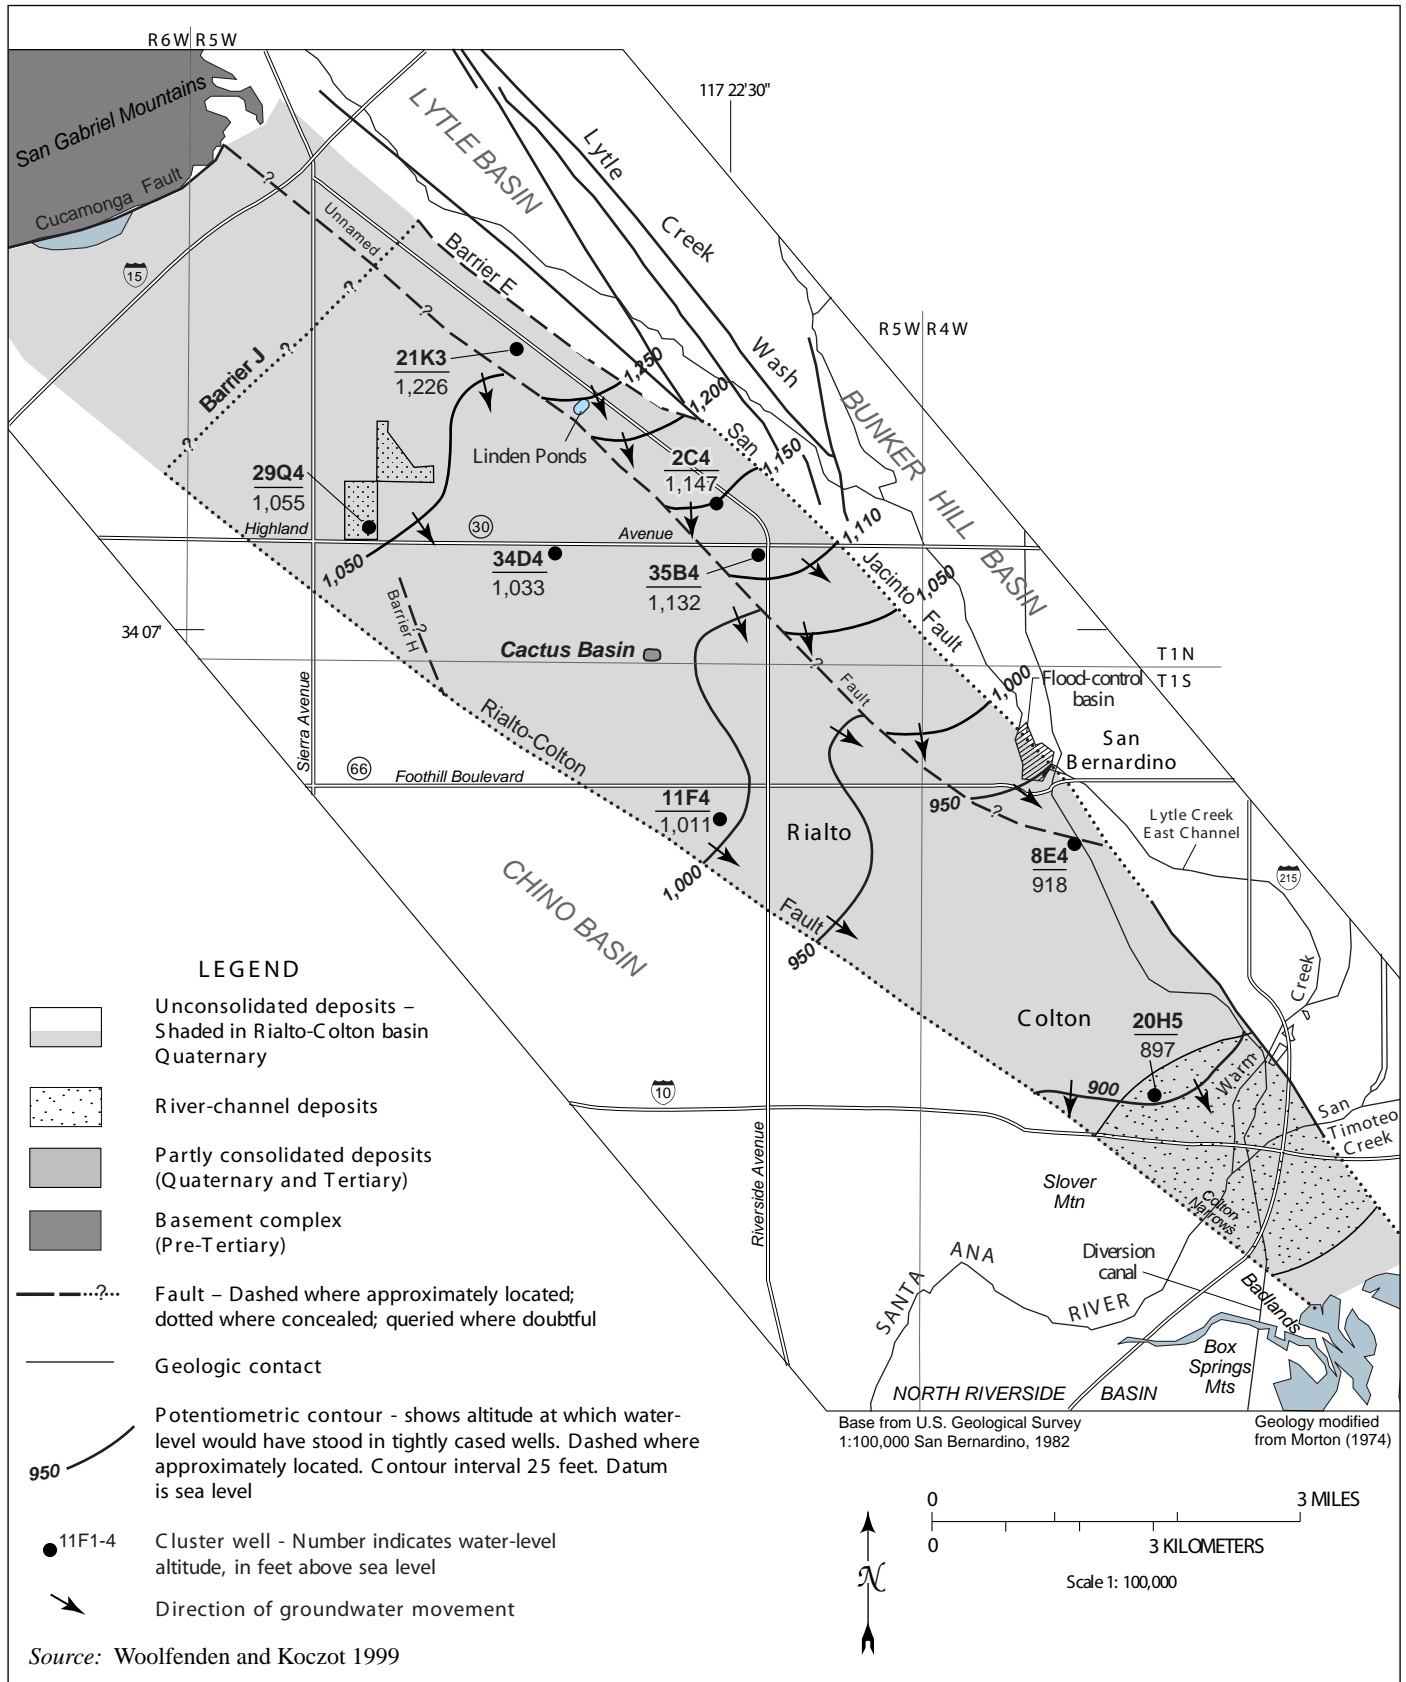 R6W R5W
San Gabriel Mountains
Cucamonga Fault
15
LYTLE BASIN
117 22'30"
Lytle
Creek
Wash
Unnamed
?
?
?
?
?
Barrier E
Barrier J
R5W R4W
21K3
1,226
1,250
1,200
San
1,150
1,110
Linden Ponds
2C4
1,147
BUNKER HILL BASIN
29Q4
1,055
Highland
30
Avenue
1,050
34D4
1,033
35B4
1,132
Jacinto
1,050
Fault
Barrier H
?
34 07'
Cactus Basin
?
Fault
T1N
T1S
1,000
Flood-control
basin
San
Bernardino
Sierra Avenue
Rialto-Colton
66
Foothill Boulevard
950
?
Lytle Creek
East Channel
11F4
1,011
Rialto
8E4
918
215
1,000
CHINO BASIN
Fault
950
Colton
20H5
897
Creek
Warm
900
10
San
Timoteo
Creek
Riverside Avenue
Slover
Mtn
Colton
Narrows
Diversion
canal
SANTA
ANA
RIVER
Badlands
Box
Springs
Mts
NORTH RIVERSIDE BASIN
Base from U.S. Geological Survey
1:100,000 San Bernardino, 1982
Geology modified
from Morton (1974)
LEGEND
Unconsolidated deposits –
Shaded in Rialto-Colton basin
Quaternary
River-channel deposits
Partly consolidated deposits
(Quaternary and Tertiary)
Basement complex
(Pre-Tertiary)
?
Fault – Dashed where approximately located;
dotted where concealed; queried where doubtful
Geologic contact
950
Potentiometric contour - shows altitude at which water-
level would have stood in tightly cased wells. Dashed where
approximately located. Contour interval 25 feet. Datum
is sea level
11F1-4
Cluster well - Number indicates water-level
altitude, in feet above sea level
Direction of groundwater movement
0
3 MILES
0
3 KILOMETERS
Scale 1: 100,000
N
Source: Woolfenden and Koczot 1999